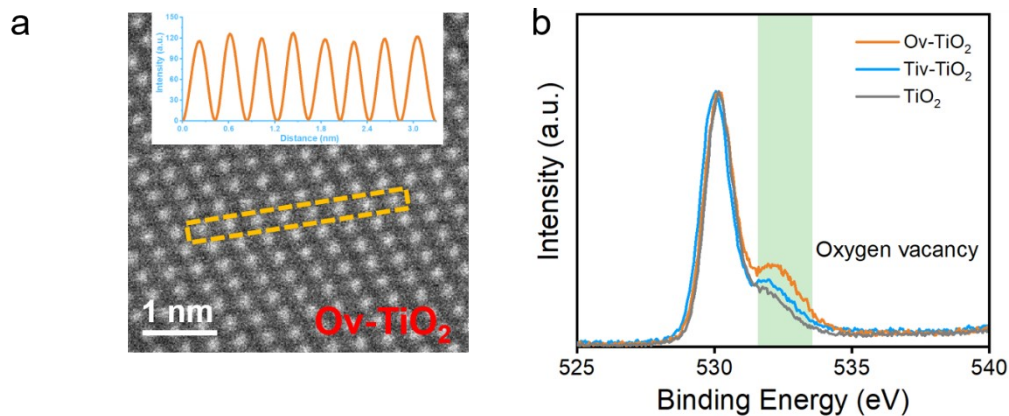 a
150
120
90
60
30
0
Intensity (a.u.)
0.0 0.6 1.2 1.8 2.4 3.0
Distance (nm)
1 nm
Ov-TiO₂
b
Ov-TiO₂
Tiv-TiO₂
TiO₂
Oxygen vacancy
Intensity (a.u.)
525 530 535 540
Binding Energy (eV)